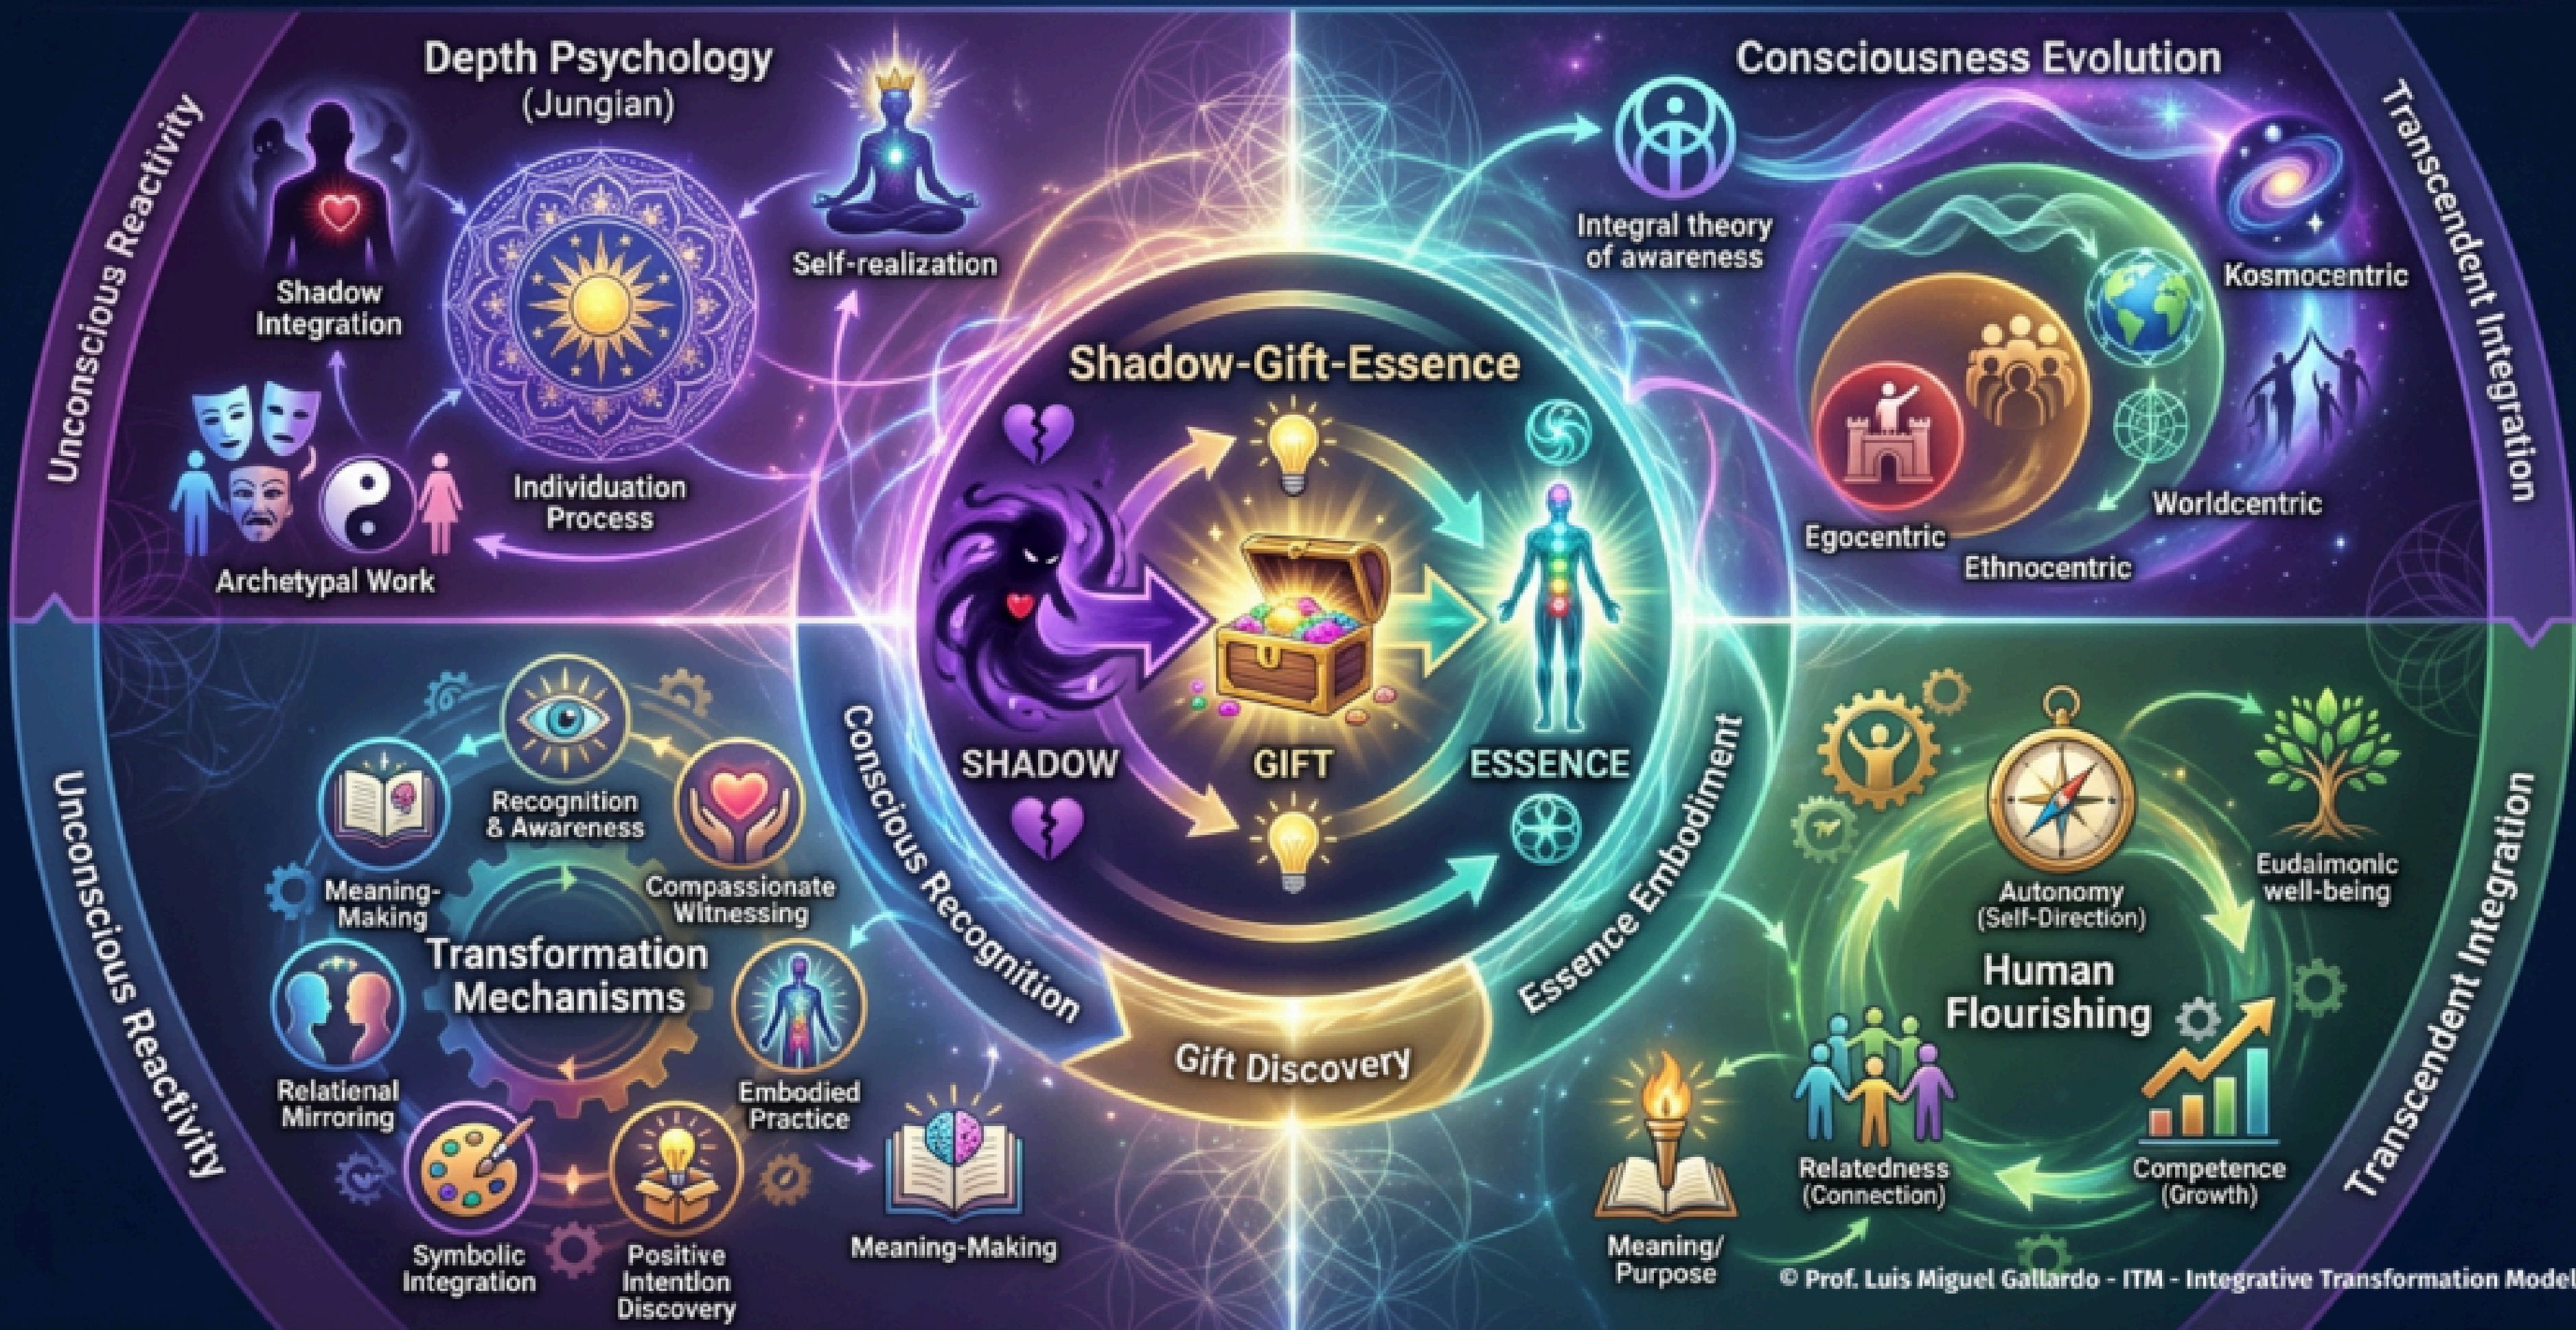 Depth Psychology
(Jungian)
Unconscious Reactivity
Shadow
Integration
Self-realization
Individuation
Process
Archetypal Work
Consciousness Evolution
Integral theory
of awareness
Kosmocentric
Worldcentric
Egocentric
Ethnocentric
Transcendent Integration
Shadow-Gift-Essence
SHADOW
GIFT
ESSENCE
Conscious Recognition
Gift Discovery
Essence Embodiment
Unconscious Reactivity
Recognition
& Awareness
Meaning-
Making
Compassionate
Witnessing
Transformation
Mechanisms
Relatienal
Mirroring
Embodied
Practice
Symbolic
Integration
Positive
Intention
Discovery
Meaning-Making
Autonomy
(Self-Direction)
Eudaimonic
well-being
Human
Flourishing
Relatedness
(Connection)
Competence
(Growth)
Meaning/
Purpose
Transcendent Integration
© Prof. Luis Miguel Gallardo - ITM - Integrative Transformation Model